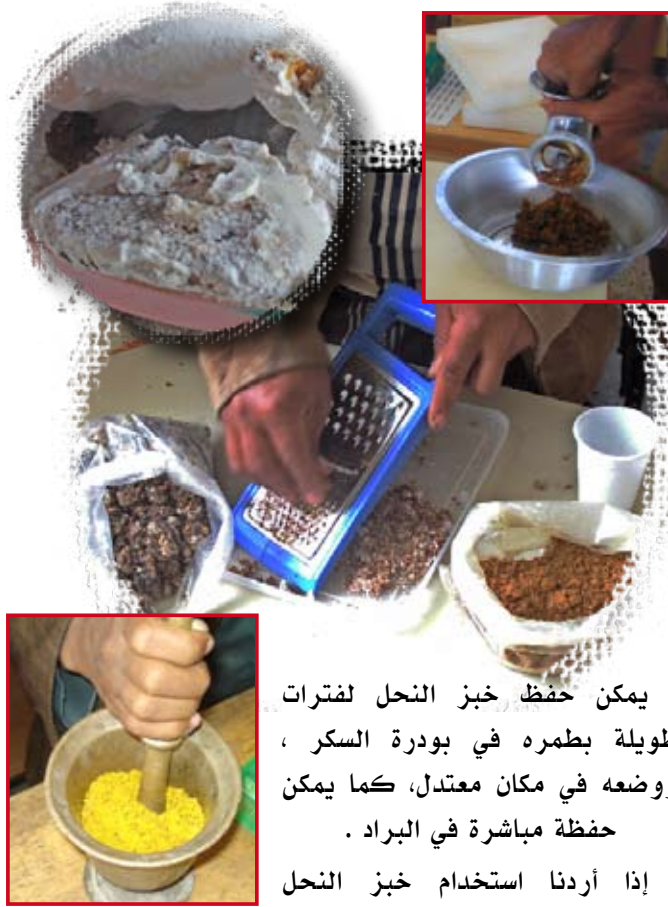 يمكن حفظ خبز النحل لفترات
طويلة بطمره في بودرة السكر ،
ووضعه في مكان معتدل، كما يمكن
حفظة مباشرة في البراد .
إذا أردنا استخدام خبز النحل